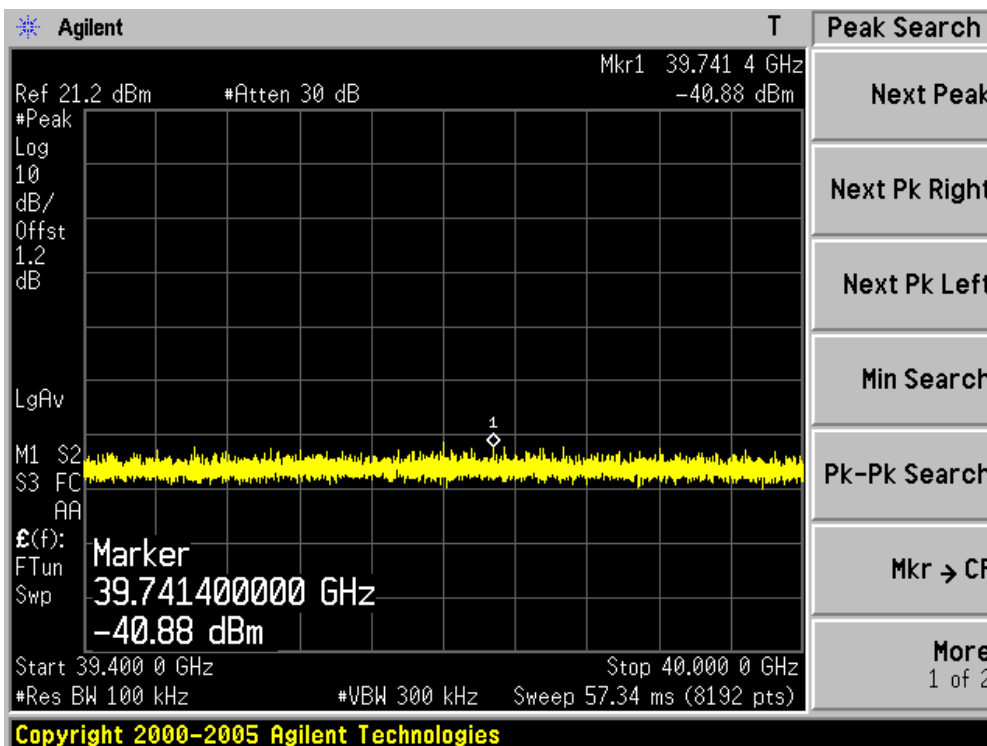 Agilent T
Peak Search
Mkr1 39.741 4 GHz
Ref 21.2 dBm #Atten 30 dB -40.88 dBm
#Peak
Log
10
dB/
Offst
1.2
dB
LgAv
M1 S2
S3 FC
AA
£(f):
FTun
Swp
1
Marker
39.741400000 GHz
-40.88 dBm
Start 39.400 0 GHz Stop 40.000 0 GHz
#Res BW 100 kHz #VBW 300 kHz Sweep 57.34 ms (8192 pts)
Copyright 2000-2005 Agilent Technologies
Next Peak
Next Pk Right
Next Pk Left
Min Search
Pk-Pk Search
Mkr → CF
More
1 of 2